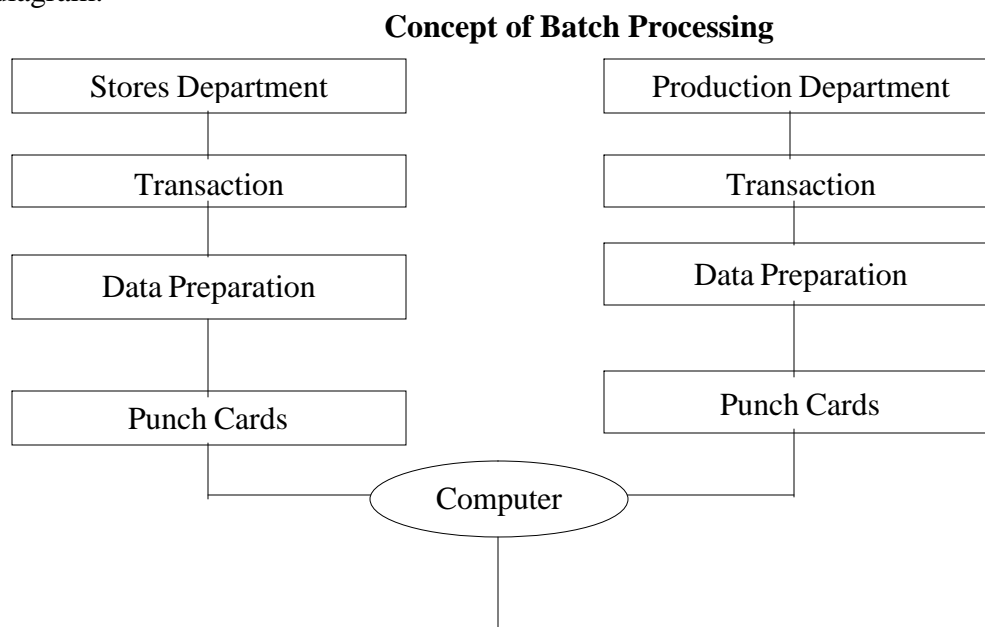 diagram.
Concept of Batch Processing
Stores Department
Production Department
Transaction
Transaction
Data Preparation
Data Preparation
Punch Cards
Punch Cards
Computer